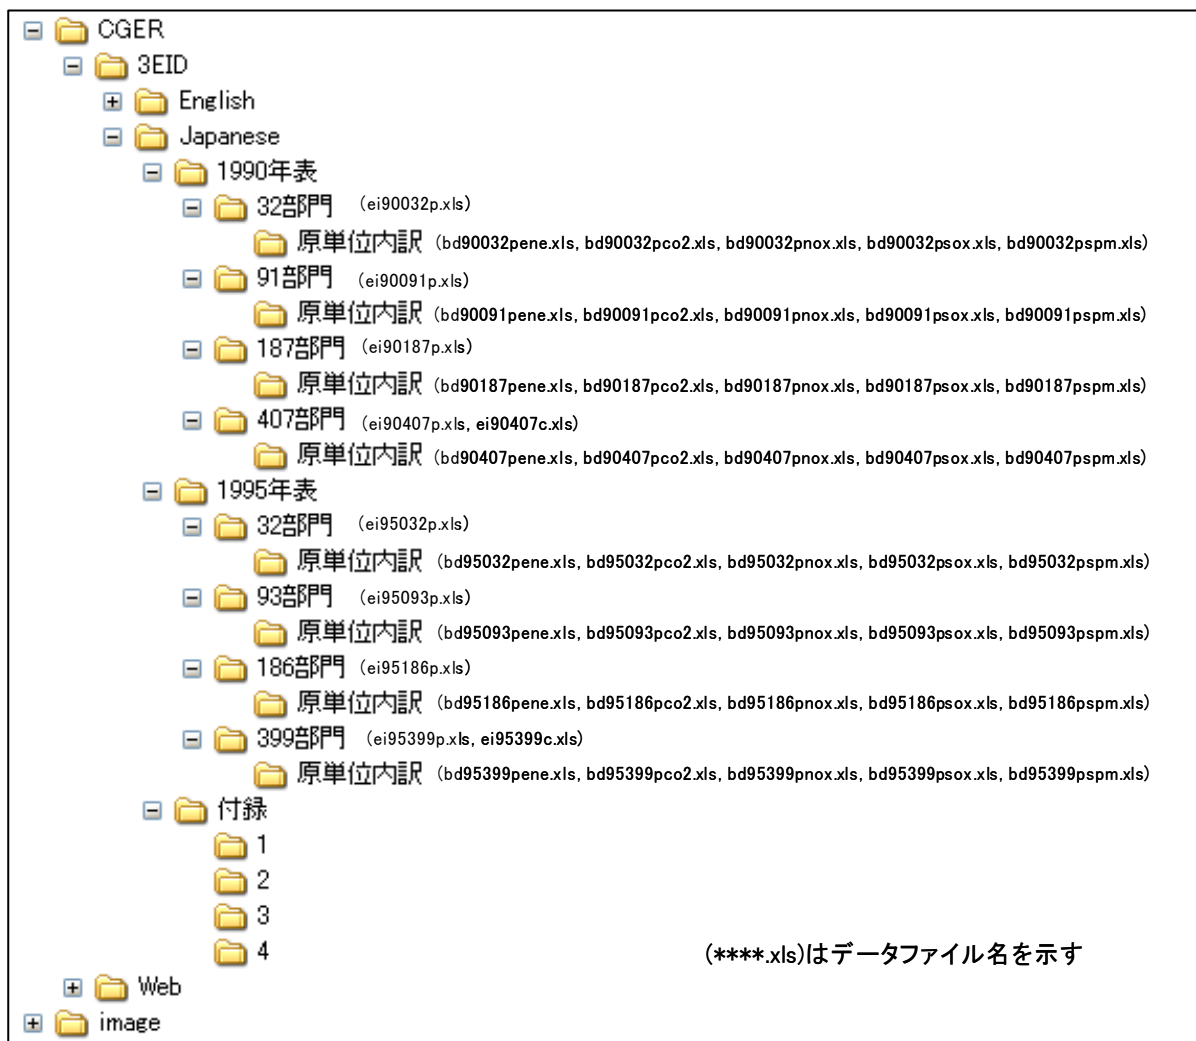 CGER
3EID
English
Japanese
1990年表
32部門 (ei90032p.xls)
原単位内訳 (bd90032pene.xls, bd90032pco2.xls, bd90032pnox.xls, bd90032psox.xls, bd90032pspm.xls)
91部門 (ei90091p.xls)
原単位内訳 (bd90091pene.xls, bd90091pco2.xls, bd90091pnox.xls, bd90091psox.xls, bd90091pspm.xls)
187部門 (ei90187p.xls)
原単位内訳 (bd90187pene.xls, bd90187pco2.xls, bd90187pnox.xls, bd90187psox.xls, bd90187pspm.xls)
407部門 (ei90407p.xls, ei90407c.xls)
原単位内訳 (bd90407pene.xls, bd90407pco2.xls, bd90407pnox.xls, bd90407psox.xls, bd90407pspm.xls)
1995年表
32部門 (ei95032p.xls)
原単位内訳 (bd95032pene.xls, bd95032pco2.xls, bd95032pnox.xls, bd95032psox.xls, bd95032pspm.xls)
93部門 (ei95093p.xls)
原単位内訳 (bd95093pene.xls, bd95093pco2.xls, bd95093pnox.xls, bd95093psox.xls, bd95093pspm.xls)
186部門 (ei95186p.xls)
原単位内訳 (bd95186pene.xls, bd95186pco2.xls, bd95186pnox.xls, bd95186psox.xls, bd95186pspm.xls)
399部門 (ei95399p.xls, ei95399c.xls)
原単位内訳 (bd95399pene.xls, bd95399pco2.xls, bd95399pnox.xls, bd95399psox.xls, bd95399pspm.xls)
付録
1
2
3
4
(****.xls)はデータファイル名を示す
Web
image